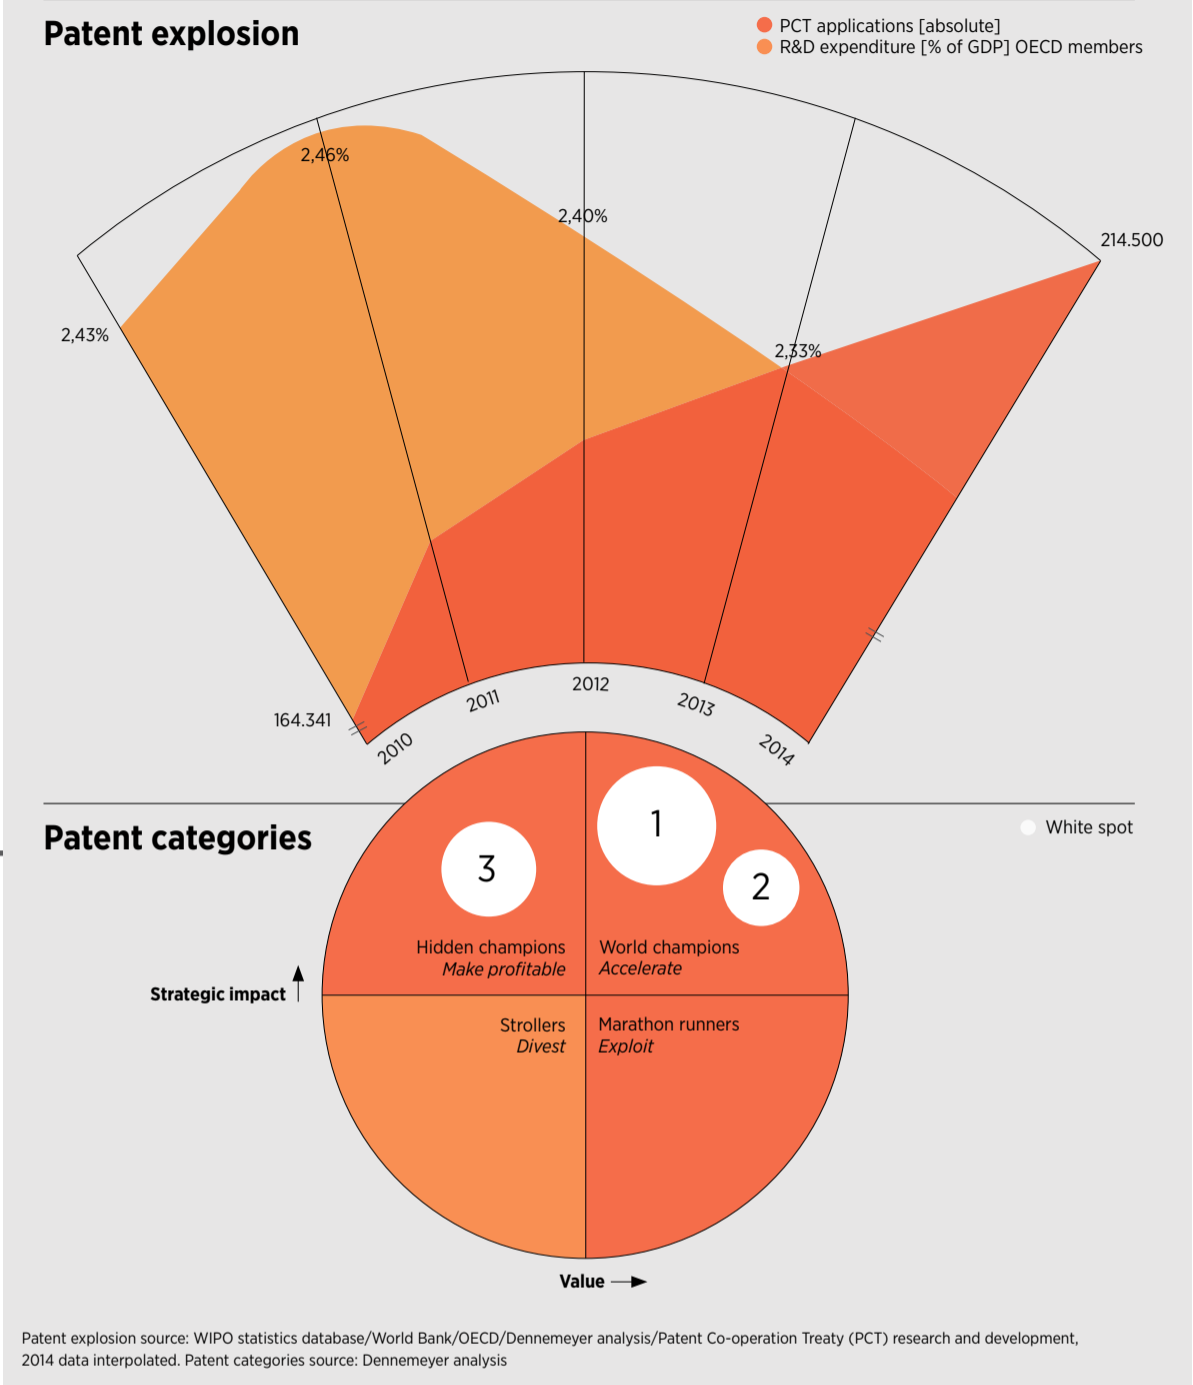 Patent explosion
PCT applications [absolute]
R&D expenditure [% of GDP] OECD members
2,46%
2,40%
214.500
2,43%
2,33%
164.341
2010
2011
2012
2013
2014
Patent categories
White spot
1
2
3
Hidden champions
Make profitable
World champions
Accelerate
Strategic impact
Strollers
Divest
Marathon runners
Exploit
Value
Patent explosion source: WIPO statistics database/World Bank/OECD/Dennemeyer analysis/Patent Co-operation Treaty (PCT) research and development,
2014 data interpolated. Patent categories source: Dennemeyer analysis